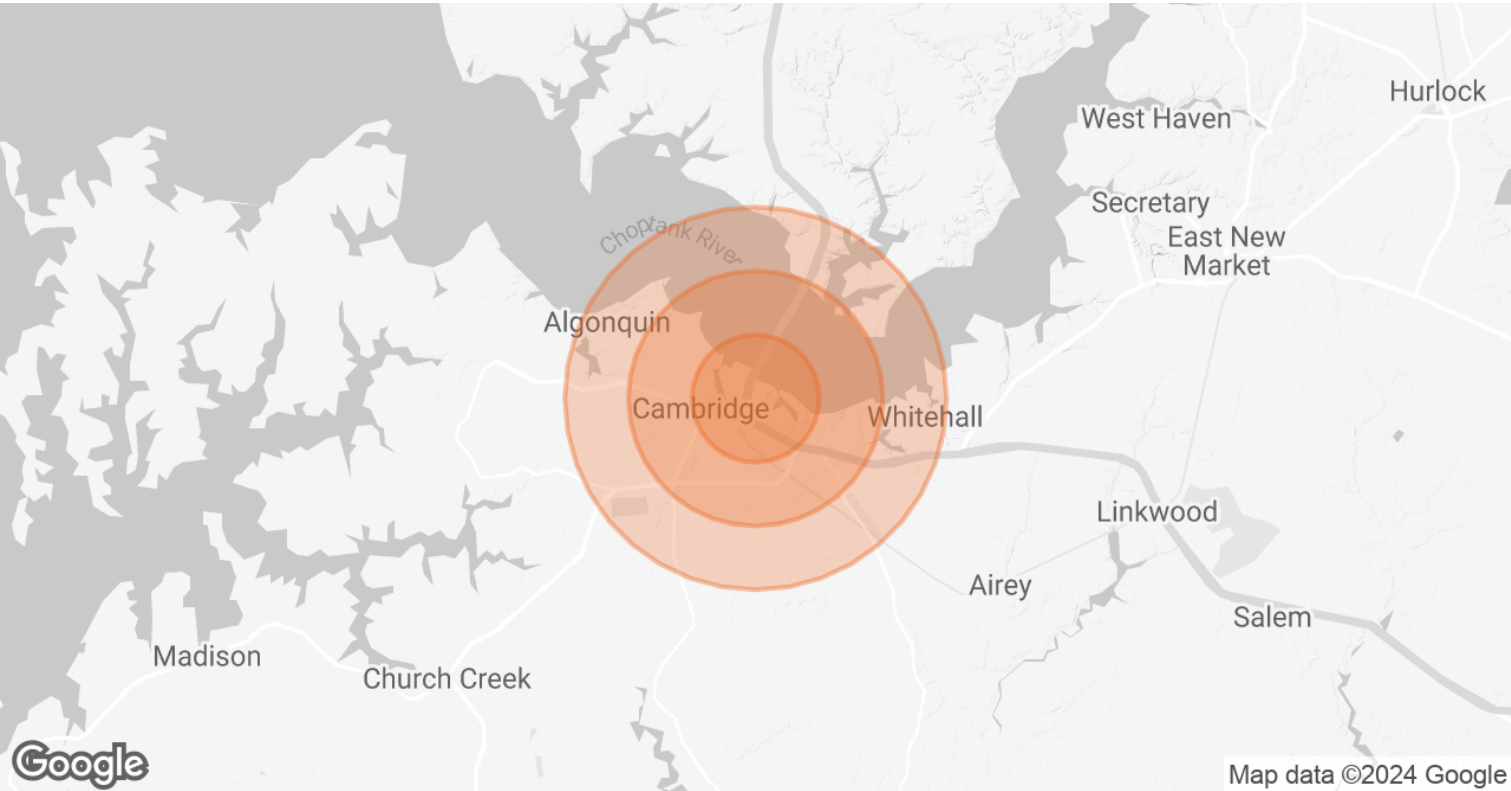 Hurlock
West Haven
Secretary
Choptank River
East New
Market
Algonquin
Cambridge
Whitehall
Linkwood
Airey
Salem
Madison
Church Creek
Google
Map data ©2024 Google